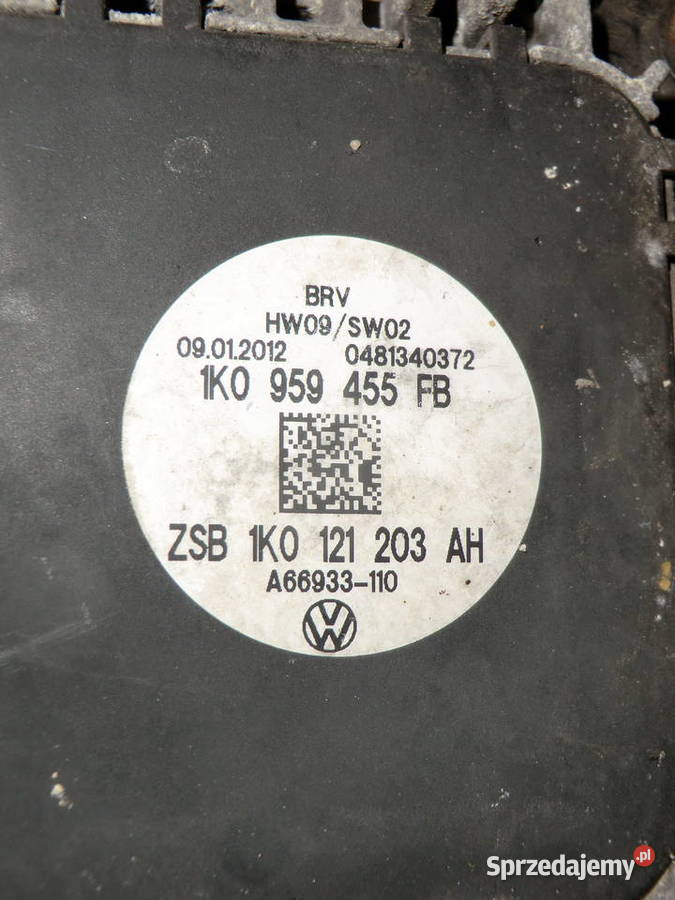 BRV
HW09/SW02
09.01.2012 0481340372
1K0 959 455 FB
ZSB 1K0 121 203 AH
A66933-110
VW
Sprzedajemy.pl